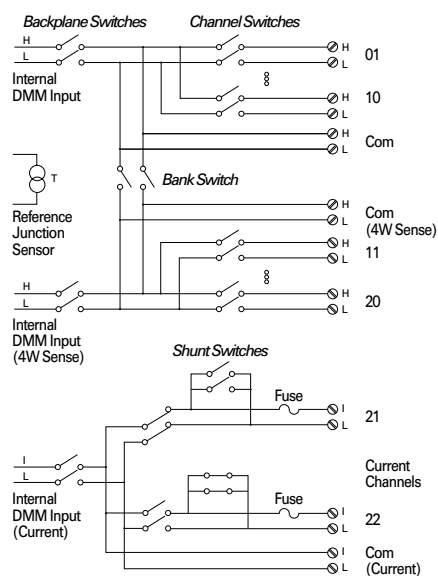 Backplane Switches
Channel Switches
H
L
Internal
DMM Input
H
L
01
H
L
10
H
L
Com
T
Reference
Junction
Sensor
Bank Switch
H
L
Com
(4W Sense)
H
L
11
H
L
Internal
DMM Input
(4W Sense)
H
L
20
Shunt Switches
Fuse
I
L
21
I
L
Internal
DMM Input
(Current)
Current
Channels
Fuse
I
L
22
I
L
Com
(Current)